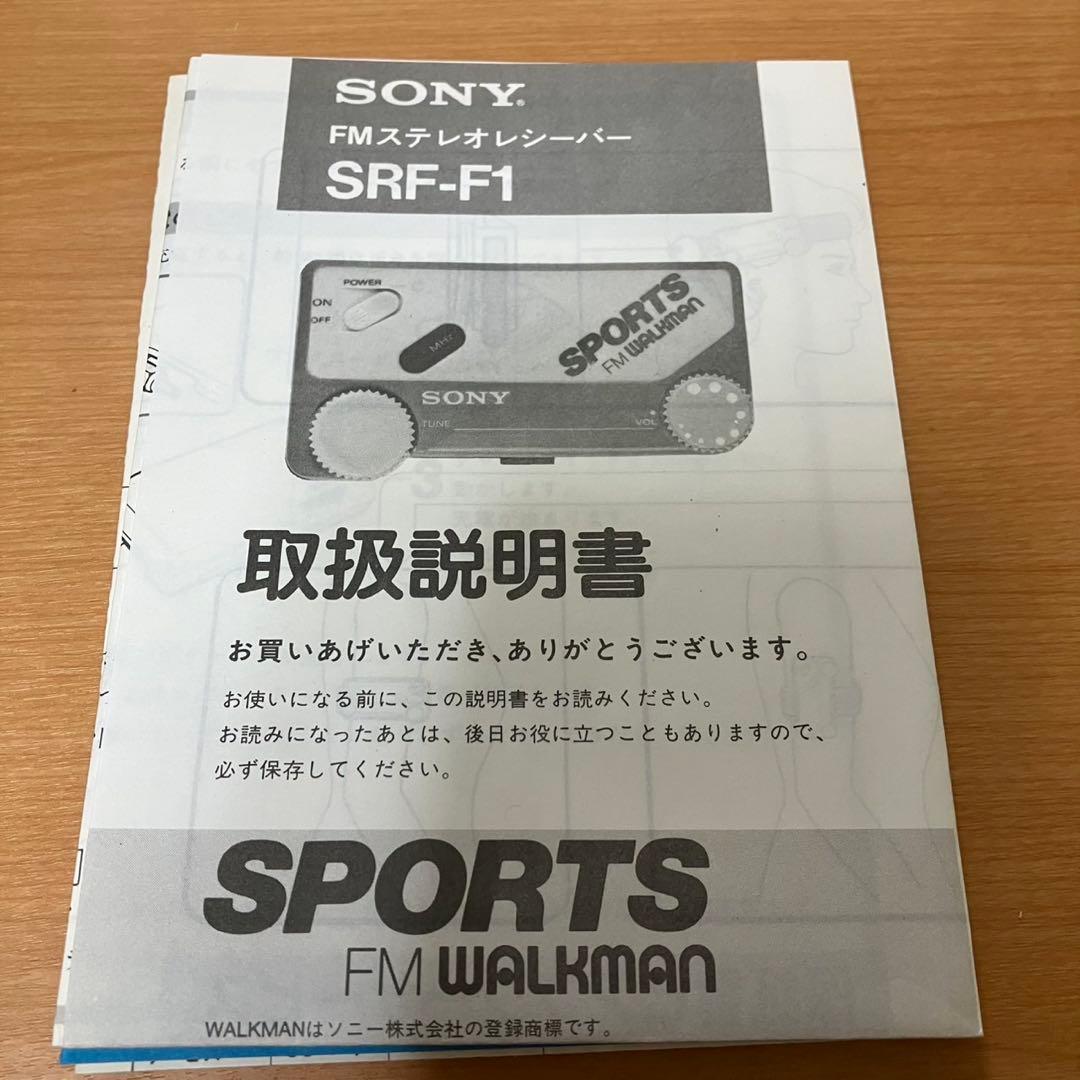 SONY®
FMステレオレシーバー
SRF-F1
POWER
ON
OFF
MHz
SPORTS
FM WALKMAN
SONY
TUNE
VOL
取扱説明書
お買いあげいただき、ありがとうございます。
お使いになる前に、この説明書をお読みください。
お読みになったあとは、後日お役に立つこともありますので、
必ず保存してください。
SPORTS
FM WALKMAN
WALKMANはソニー株式会社の登録商標です。